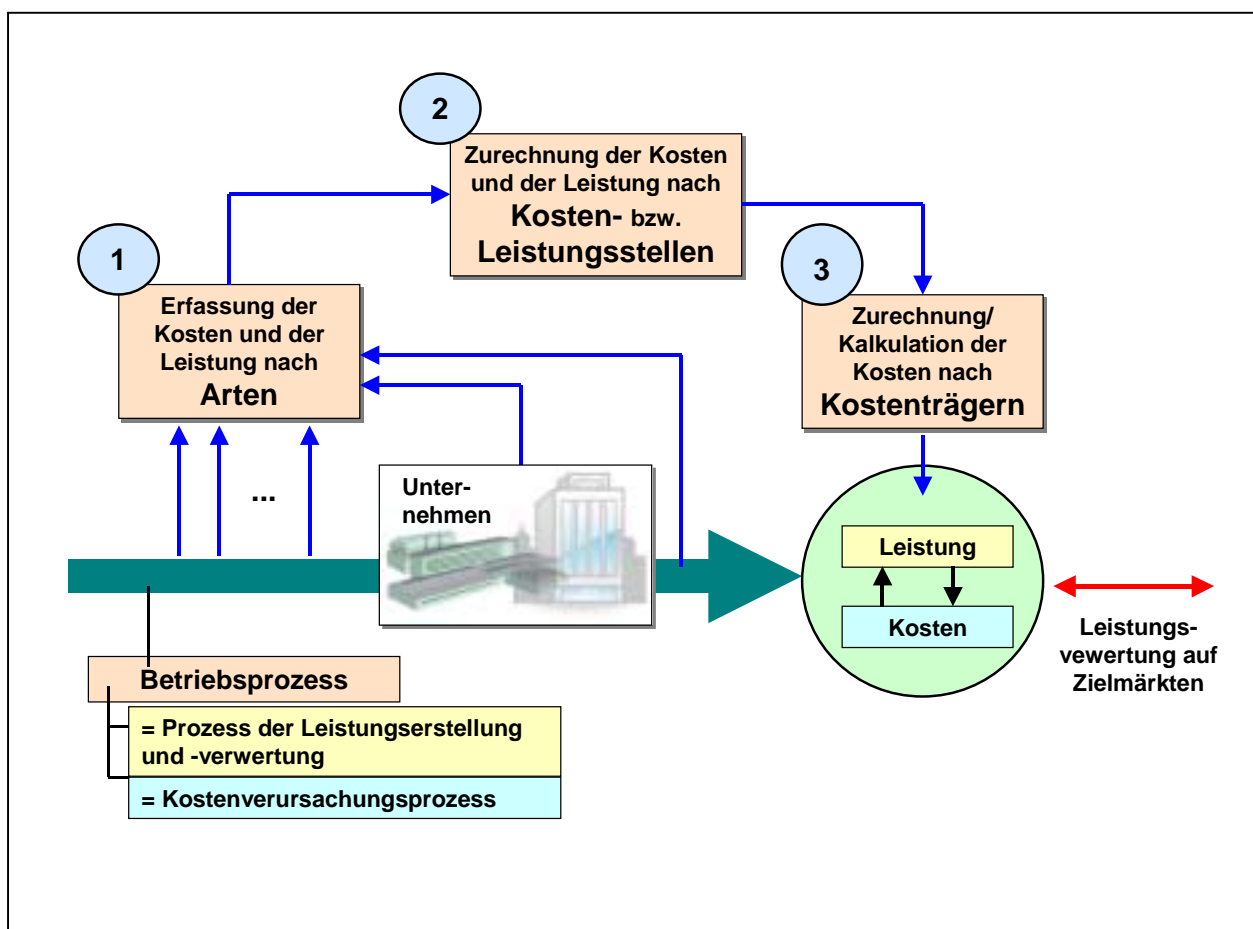 2
Zurechnung der Kosten
und der Leistung nach
Kosten- bzw.
Leistungsstellen
1
Erfassung der
Kosten und der
Leistung nach
Arten
3
Zurechnung/
Kalkulation der
Kosten nach
Kostenträgern
...
Unter-
nehmen
Leistung
Kosten
Leistungs-
vewertung auf
Zielmärkten
Betriebsprozess
= Prozess der Leistungserstellung
und -verwertung
= Kostenverursachungsprozess